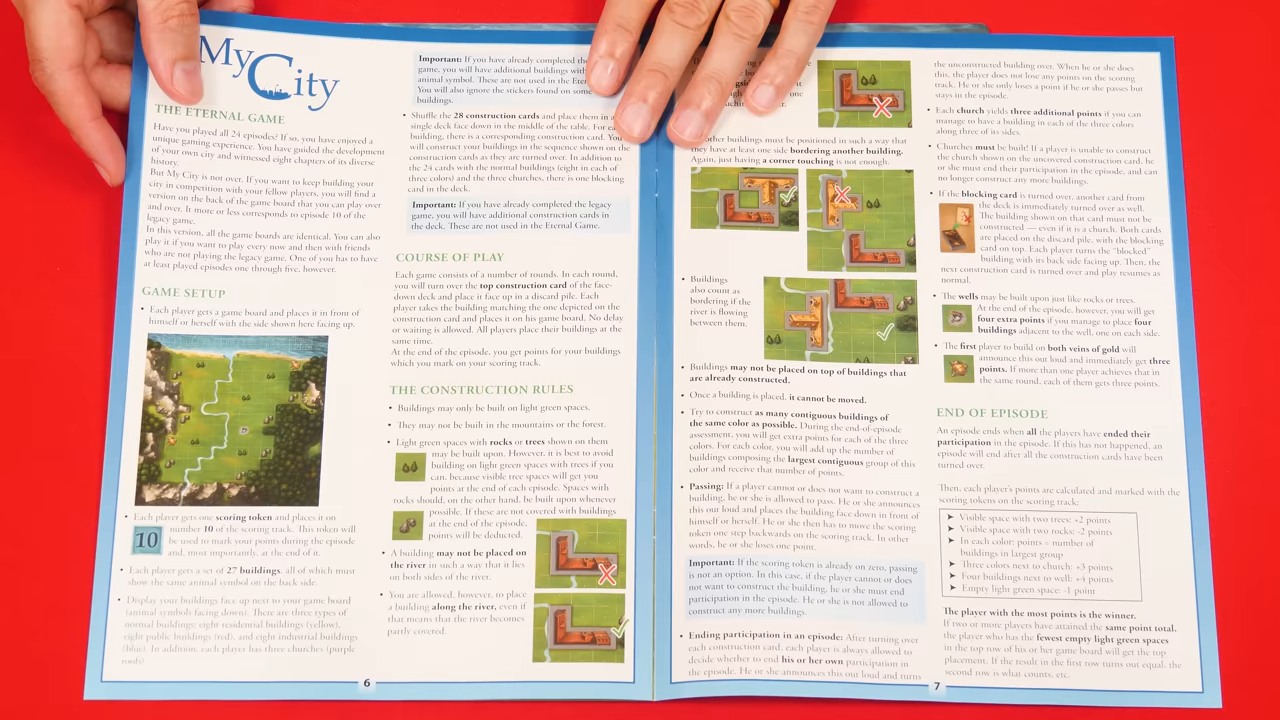 My City
THE ETERNAL GAME
Have you played all 24 episodes? If so, you have enjoyed a
unique gaming experience. You have guided the development
of your own city and witnessed eight chapters of its diverse
history.
But My City is not over. If you want to keep building your
city in competition with your fellow players, you will find a
version on the back of the game board that you can play over
and over. It more or less corresponds to episode 10 of the
legacy game.
In this version, all the game boards are identical. You can also
play it if you want to play every now and then with friends
who are not playing the legacy game. One of you has to have
at least played episodes one through five, however.
GAME SETUP
• Each player gets a game board and places it in front of
himself or herself with the side shown here facing up.
• Each player gets one scoring token and places it on
number 10 of the scoring track. This token will
be used to mark your points during the episode
and, most importantly, at the end of it.
10
• Each player gets a set of 27 buildings, all of which must
show the same animal symbol on the back side.
• Display your buildings face up next to your game board
(animal symbols facing down). There are three types of
normal buildings: eight residential buildings (yellow),
eight public buildings (red), and eight industrial buildings
(blue). In addition, each player has three churches (purple
roofs)
Important: If you have already completed the
game, you will have additional buildings with
animal symbol. These are not used in the Eternal
You will also ignore the stickers found on some
buildings.
• Shuffle the 28 construction cards and place them in a
single deck face down in the middle of the table. For each
building, there is a corresponding construction card. You
will construct your buildings in the sequence shown on the
construction cards as they are turned over. In addition to
the 24 cards with the normal buildings (eight in each of
three colors) and the three churches, there is one blocking
card in the deck.
Important: If you have already completed the legacy
game, you will have additional construction cards in
the deck. These are not used in the Eternal Game.
COURSE OF PLAY
Each game consists of a number of rounds. In each round,
you will turn over the top construction card of the face-
down deck and place it face up in a discard pile. Each
player takes the building matching the one depicted on the
construction card and places it on his game board. No delay
or waiting is allowed. All players place their buildings at the
same time.
At the end of the episode, you get points for your buildings
which you mark on your scoring track.
THE CONSTRUCTION RULES
• Buildings may only be built on light green spaces.
• They may not be built in the mountains or the forest.
• Light green spaces with rocks or trees shown on them
may be built upon. However, it is best to avoid
building on light green spaces with trees if you
can, because visible tree spaces will get you
points at the end of each episode. Spaces with
rocks should, on the other hand, be built upon whenever
possible. If these are not covered with buildings
at the end of the episode,
points will be deducted.
• A building may not be placed on
the river in such a way that it lies
on both sides of the river.
• You are allowed, however, to place
a building along the river, even if
that means that the river becomes
partly covered.
6
other buildings must be positioned in such a way that
they have at least one side bordering another building.
Again, just having a corner touching is not enough.
• Buildings
also count as
bordering if the
river is flowing
between them.
• Buildings may not be placed on top of buildings that
are already constructed.
• Once a building is placed, it cannot be moved.
• Try to construct as many contiguous buildings of
the same color as possible. During the end-of-episode
assessment, you will get extra points for each of the three
colors. For each color, you will add up the number of
buildings composing the largest contiguous group of this
color and receive that number of points.
• Passing: If a player cannot or does not want to construct a
building, he or she is allowed to pass. He or she announces
this out loud and places the building face down in front of
himself or herself. He or she then has to move the scoring
token one step backwards on the scoring track. In other
words, he or she loses one point.
Important: If the scoring token is already on zero, passing
is not an option. In this case, if the player cannot or does
not want to construct the building, he or she must end
participation in the episode. He or she is not allowed to
construct any more buildings.
• Ending participation in an episode: After turning over
each construction card, each player is always allowed to
decide whether to end his or her own participation in
the episode. He or she announces this out loud and turns
the unconstructed building over. When he or she does
this, the player does not lose any points on the scoring
track. He or she only loses a point if he or she passes but
stays in the episode.
• Each church yields three additional points if you can
manage to have a building in each of the three colors
along three of its sides.
• Churches must be built! If a player is unable to construct
the church shown on the uncovered construction card, he
or she must end their participation in the episode, and can
no longer construct any more buildings.
• If the blocking card is turned over, another card from
the deck is immediately turned over as well.
The building shown on that card must not be
constructed — even if it is a church. Both cards
are placed on the discard pile, with the blocking
card on top. Each player turns the "blocked"
building with its back side facing up. Then, the
next construction card is turned over and play resumes as
normal.
• The wells may be built upon just like rocks or trees.
At the end of the episode, however, you will get
four extra points if you manage to place four
buildings adjacent to the well, one on each side.
• The first player to build on both veins of gold will
announce this out loud and immediately get three
points. If more than one player achieves that in
the same round, each of them gets three points.
END OF EPISODE
An episode ends when all the players have ended their
participation in the episode. If this has not happened, an
episode will end after all the construction cards have been
turned over.
Then, each player's points are calculated and marked with the
scoring tokens on the scoring track:
➤ Visible space with two trees: +2 points
➤ Visible space with two rocks: -2 points
➤ In each color: points = number of
buildings in largest group
➤ Three colors next to church: +3 points
➤ Four buildings next to well: +4 points
➤ Empty light green space: -1 point
The player with the most points is the winner.
If two or more players have attained the same point total,
the player who has the fewest empty light green spaces
in the top row of his or her game board will get the top
placement. If the result in the first row turns out equal, the
second row is what counts, etc.
7